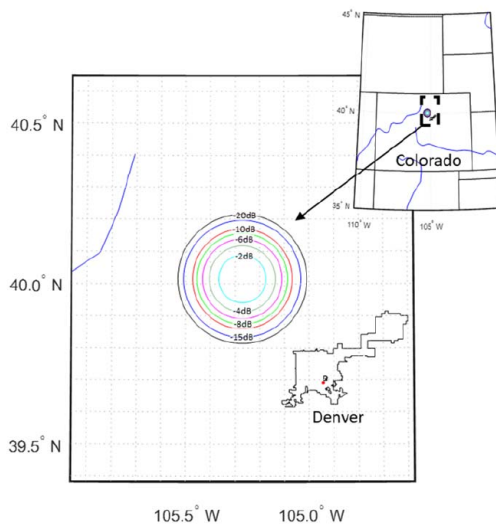 45° N
40° N
Colorado
35° N
110° W
105° W
40.5° N
-20dB
-10dB
-6dB
-2dB
40.0° N
-4dB
-8dB
-15dB
Denver
39.5° N
105.5° W
105.0° W